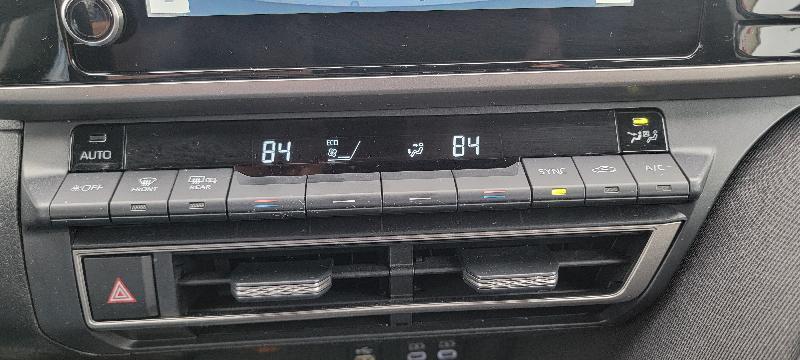 AUTO
84
ECO
84
OFF
FRONT
REAR
SYNC
A/C